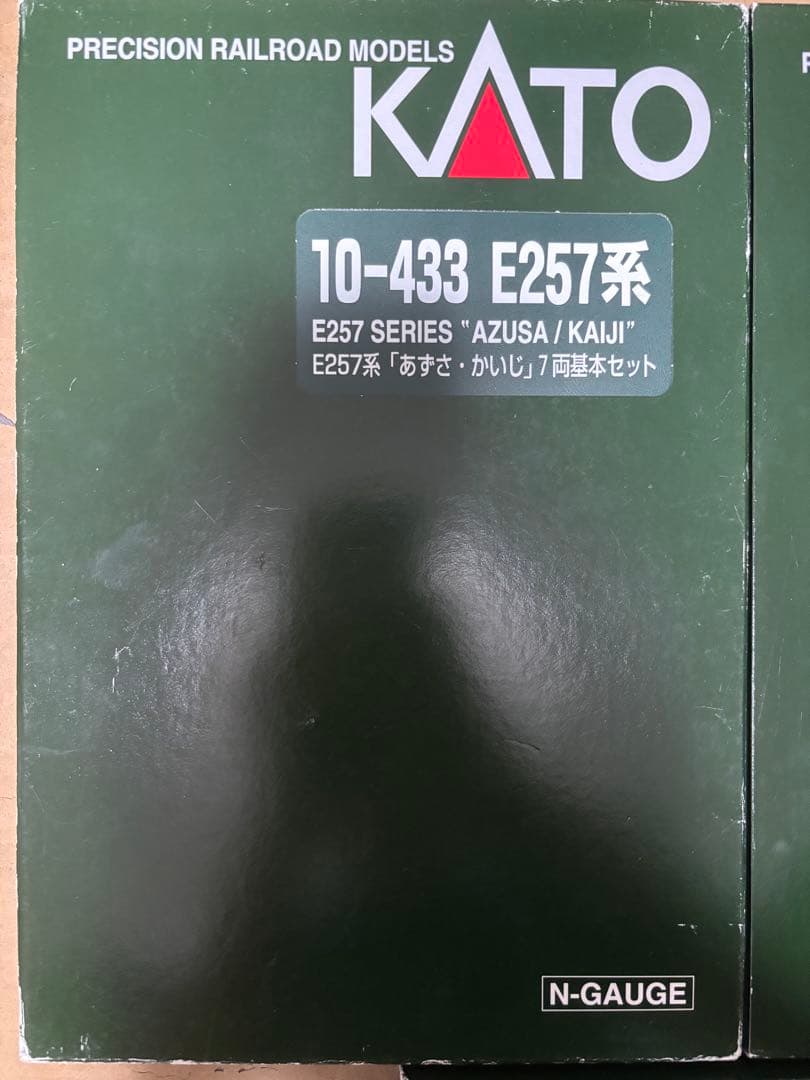 PRECISION RAILROAD MODELS
KATO
10-433 E257系
E257 SERIES "AZUSA / KAIJI"
E257系「あずさ・かいじ」7両基本セット
N-GAUGE